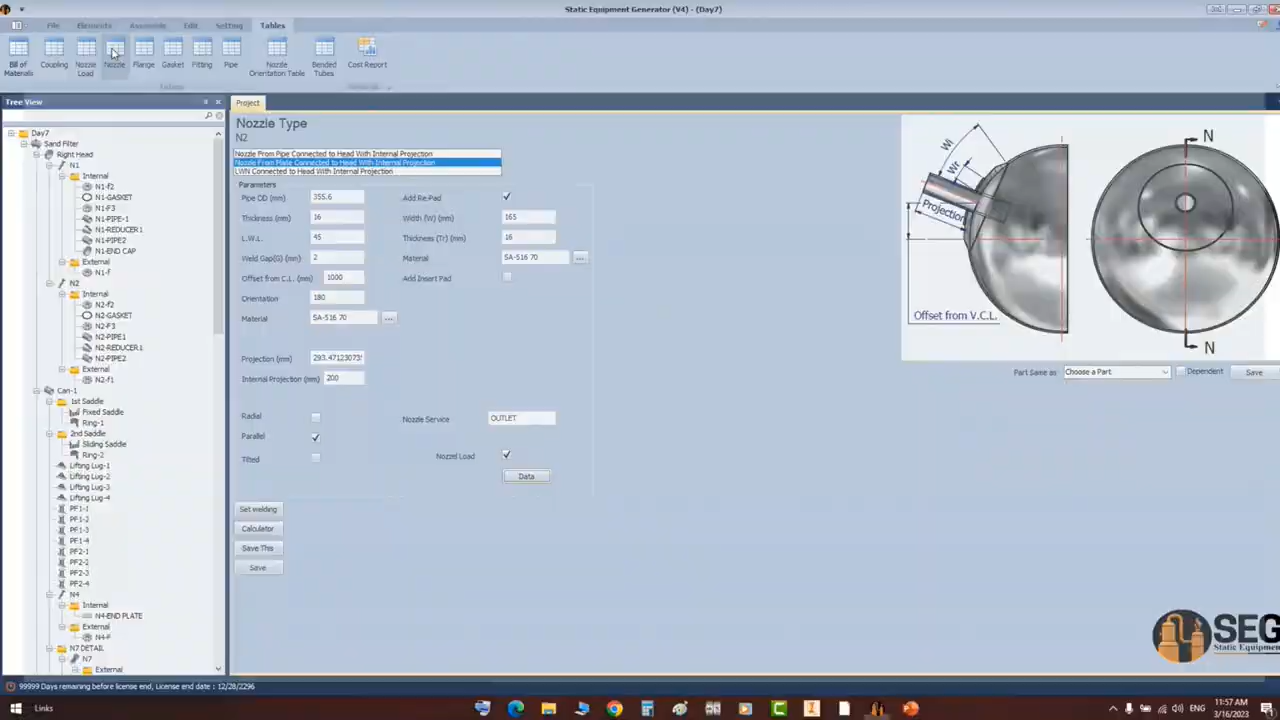 Static Equipment Generator (V4) - (Day7)
File Elements Assemble Edit Setting Tables
Bill of Materials Coupling Nozzle Load Nozzle Flange Gasket Fitting Pipe Nozzle Orientation Table Bended Tubes Cost Report
Tree View
Project
Day7
Sand Filter
Right Head
N1
Internal
N1-f2
N1-GASKET
N1-F3
N1-PIPE-1
N1-REDUCER1
N1-PIPE2
N1-END CAP
External
N1-f
N2
Internal
N2-f2
N2-GASKET
N2-F3
N2-PIPE1
N2-REDUCER1
N2-PIPE2
External
N2-f1
Can-1
1st Saddle
Fixed Saddle
Ring-1
2nd Saddle
Sliding Saddle
Ring-2
Lifting Lug-1
Lifting Lug-2
Lifting Lug-3
Lifting Lug-4
PF1-1
PF1-2
PF1-3
PF1-4
PF2-1
PF2-2
PF2-3
PF2-4
N4
Internal
N4-END PLATE
External
N4-F
N7 DETAIL
N7
External
Nozzle Type
N2
Nozzle From Pipe Connected to Head With Internal Projection
Nozzle From Plate Connected to Head With Internal Projection
LWN Connected to Head With Internal Projection
Parameters
Pipe OD (mm) 355.6 Add Re.Pad
Thickness (mm) 16 Width (W) (mm) 165
L.W.L. 45 Thickness (Tr) (mm) 16
Weld Gap(G) (mm) 2 Material SA-516 70 ...
Offset from C.L. (mm) 1000 Add Insert Pad
Orientation 180
Material SA-516 70 ...
Projection (mm) 293.47123073
Internal Projection (mm) 200
Radial Nozzle Service OUTLET
Parallel
Tilted Nozzel Load
Data
Set welding
Calculator
Save This
Save
Wr
Wr
Projection
Offset from V.C.L.
N
N
Part Same as Choose a Part Dependent Save
SEG
Static Equipme
99999 Days remaining before license end, License end date : 12/28/2296
Links
11:57 AM
3/16/2023